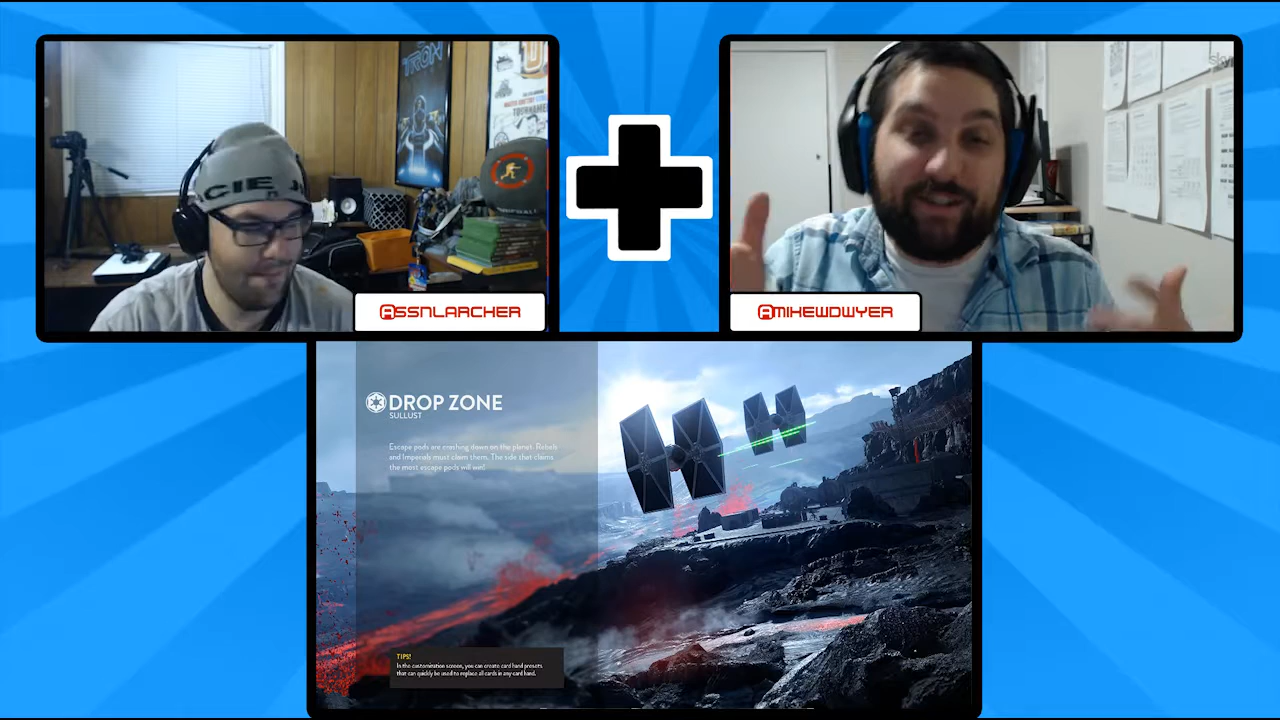 TRON
CIE
sky
@SSNLARCHER
@MIKEWDWYER
DROP ZONE
SULLUST
Escape pods are crashing down on the planet. Rebels
and Imperials must claim them. The side that claims
the most escape pods will win!
TIPS!
In the customization screen, you can create card hand presets
that can quickly be used to replace all cards in any card hand.